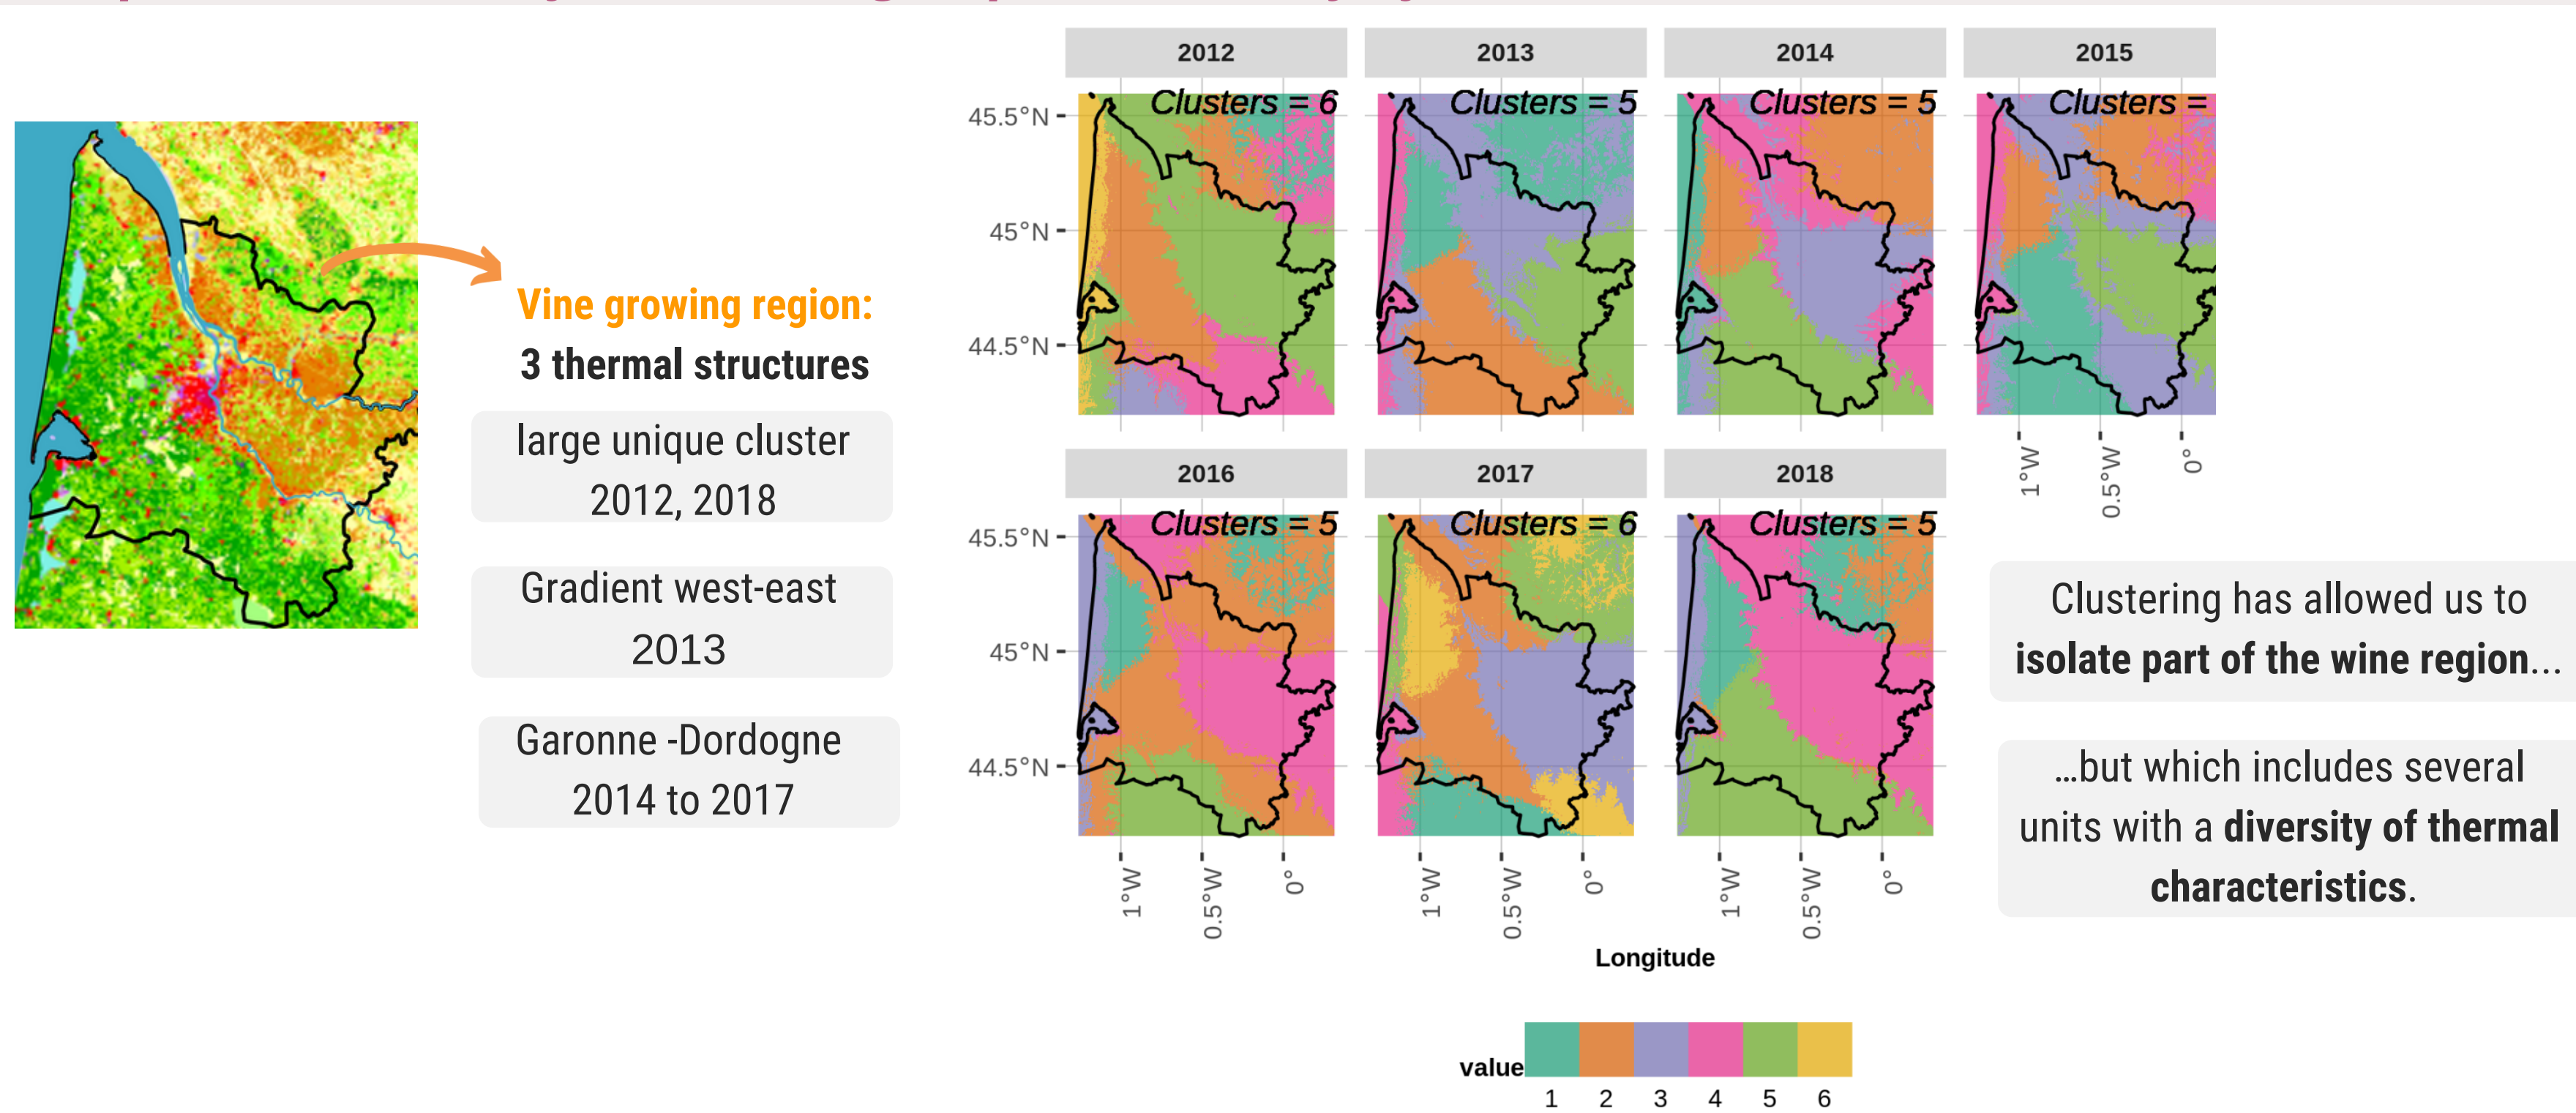 Vine growing region:
3 thermal structures
large unique cluster
2012, 2018
Gradient west-east
2013
Garonne -Dordogne
2014 to 2017
2012
2013
2014
2015
Clusters = 6
Clusters = 5
Clusters = 5
Clusters =
45.5°N
45°N
44.5°N
1°W
0.5°W
0°
2016
2017
2018
Clusters = 5
Clusters = 6
Clusters = 5
45.5°N
45°N
44.5°N
1°W
0.5°W
0°
1°W
0.5°W
0°
1°W
0.5°W
0°
Longitude
value
1 2 3 4 5 6
Clustering has allowed us to
isolate part of the wine region...
...but which includes several
units with a diversity of thermal
characteristics.